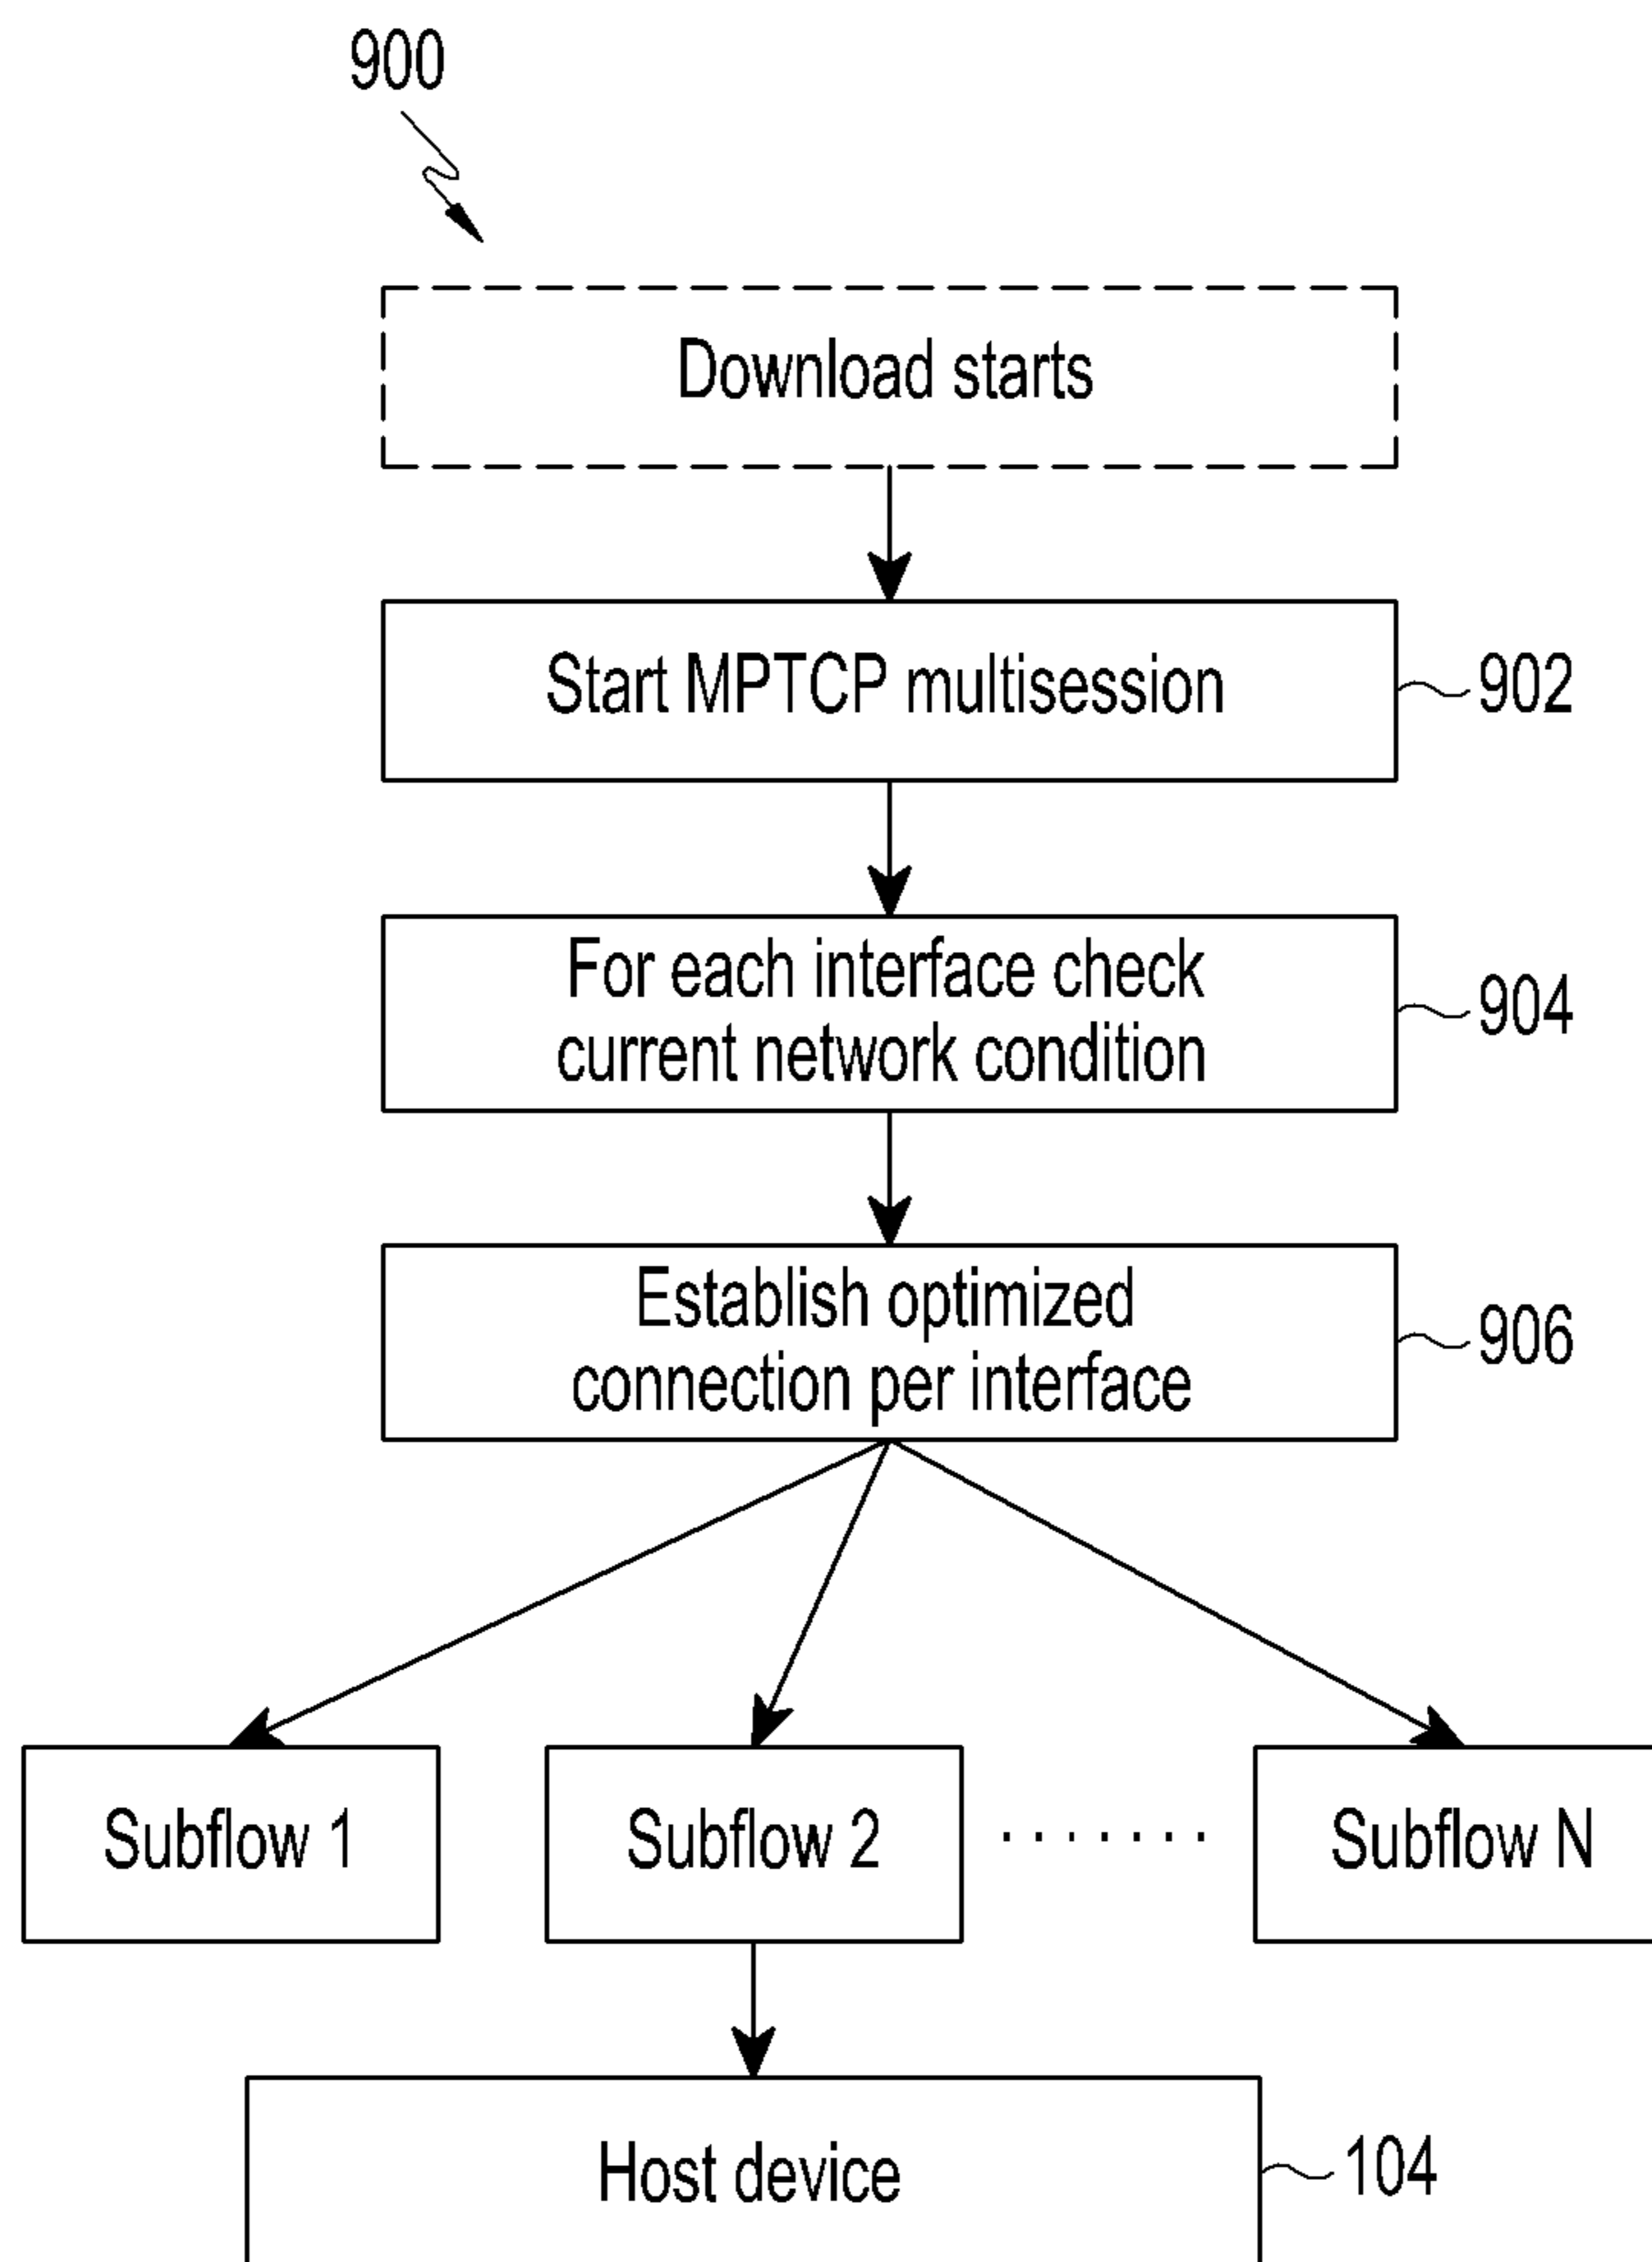 900
Download starts
Start MPTCP multisession
902
For each interface check
current network condition
904
Establish optimized
connection per interface
906
Subflow 1
Subflow 2
.......
Subflow N
Host device
104